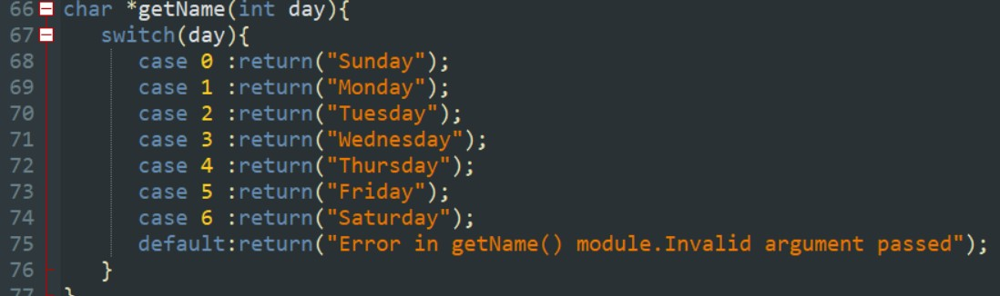 66 char *getName(int day){
67 switch(day){
68 case 0 :return("Sunday");
69 case 1 :return("Monday");
70 case 2 :return("Tuesday");
71 case 3 :return("Wednesday");
72 case 4 :return("Thursday");
73 case 5 :return("Friday");
74 case 6 :return("Saturday");
75 default:return("Error in getName() module.Invalid argument passed");
76 }
77 }